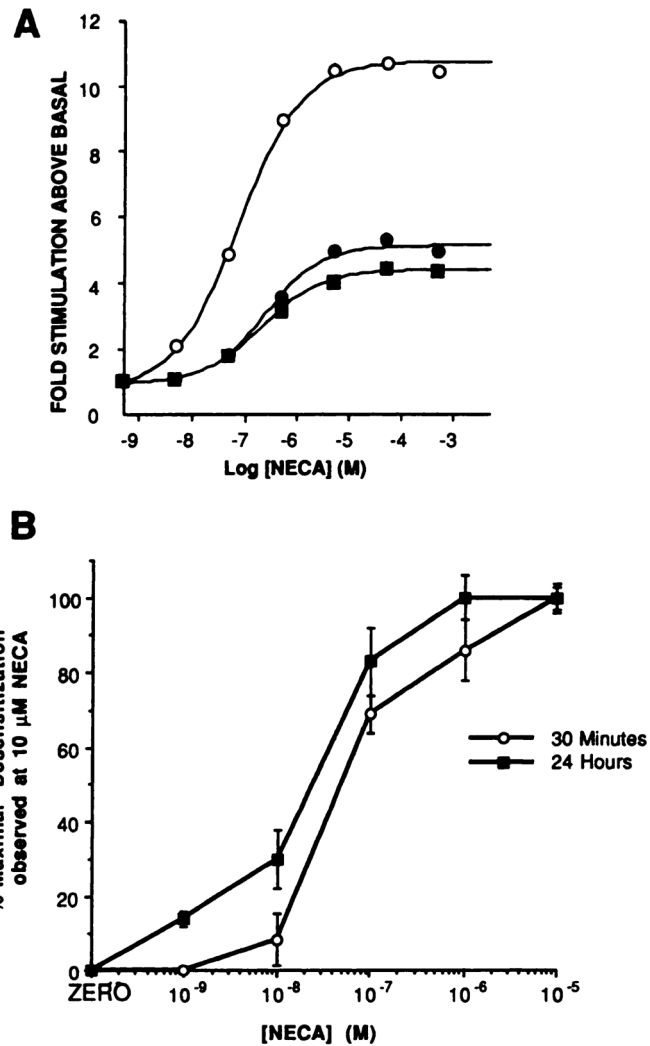 A
12
10
8
6
4
2
0
FOLD STIMULATION ABOVE BASAL
-9 -8 -7 -6 -5 -4 -3
Log [NECA] (M)
B
100
80
60
40
20
0
observed at 10 μM NECA
30 Minutes
24 Hours
ZERO 10-9 10-8 10-7 10-6 10-5
[NECA] (M)